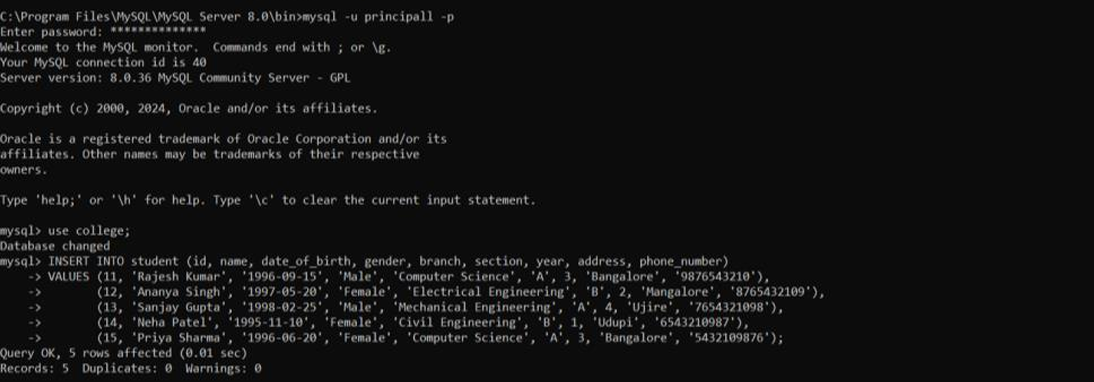 C:\Program Files\MySQL\MySQL Server 8.0\bin>mysql -u principall -p
Enter password: **************
Welcome to the MySQL monitor.  Commands end with ; or \g.
Your MySQL connection id is 40
Server version: 8.0.36 MySQL Community Server - GPL
Copyright (c) 2000, 2024, Oracle and/or its affiliates.
Oracle is a registered trademark of Oracle Corporation and/or its
affiliates. Other names may be trademarks of their respective
owners.
Type 'help;' or '\h' for help. Type '\c' to clear the current input statement.
mysql> use college;
Database changed
mysql> INSERT INTO student (id, name, date_of_birth, gender, branch, section, year, address, phone_number)
    -> VALUES (11, 'Rajesh Kumar', '1996-09-15', 'Male', 'Computer Science', 'A', 3, 'Bangalore', '9876543210'),
    ->        (12, 'Ananya Singh', '1997-05-20', 'Female', 'Electrical Engineering', 'B', 2, 'Mangalore', '8765432109'),
    ->        (13, 'Sanjay Gupta', '1998-02-25', 'Male', 'Mechanical Engineering', 'A', 4, 'Ujire', '7654321098'),
    ->        (14, 'Neha Patel', '1995-11-10', 'Female', 'Civil Engineering', 'B', 1, 'Udupi', '6543210987'),
    ->        (15, 'Priya Sharma', '1996-06-20', 'Female', 'Computer Science', 'A', 3, 'Bangalore', '5432109876');
Query OK, 5 rows affected (0.01 sec)
Records: 5  Duplicates: 0  Warnings: 0